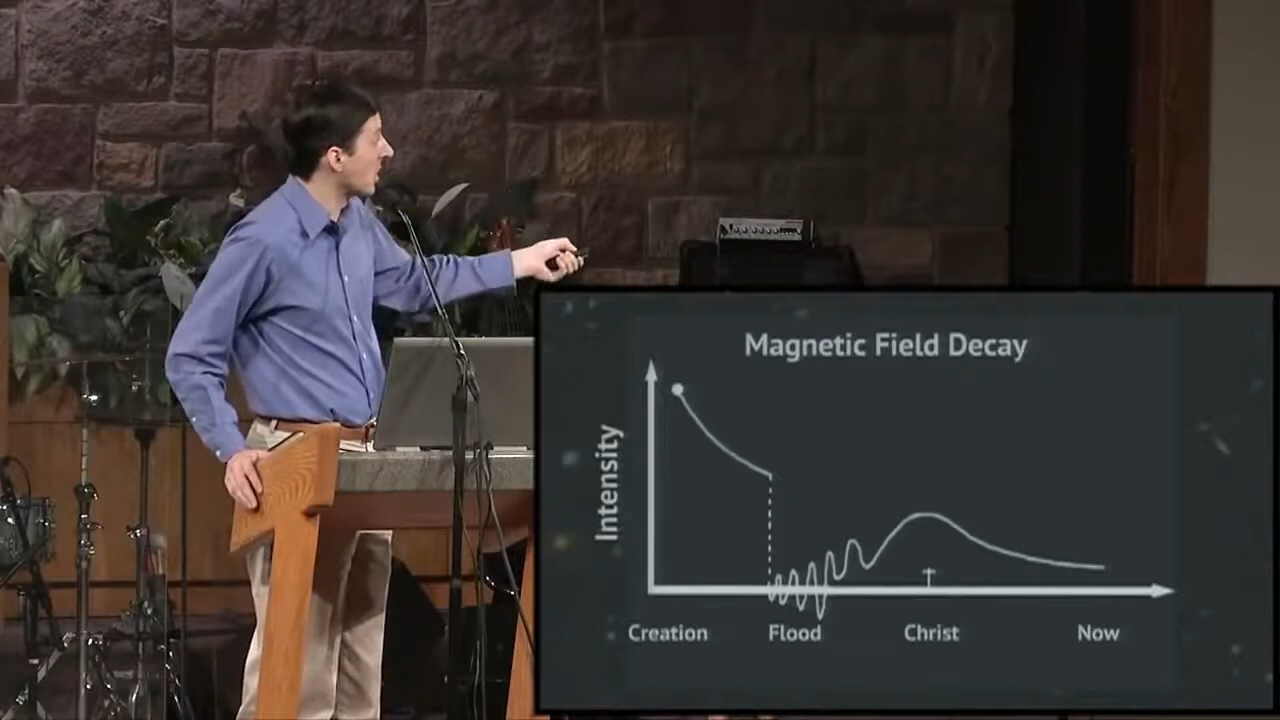 Magnetic Field Decay
Intensity
Creation
Flood
Christ
Now